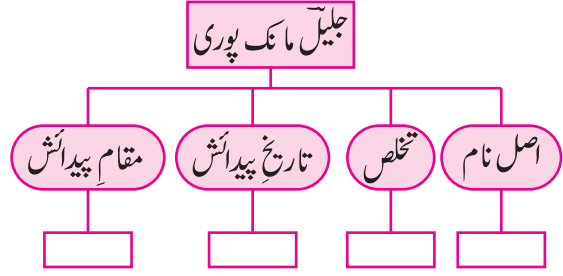 جلیلؔ مانک پوری
اصل نام
تخلص
تاریخِ پیدائش
مقامِ پیدائش